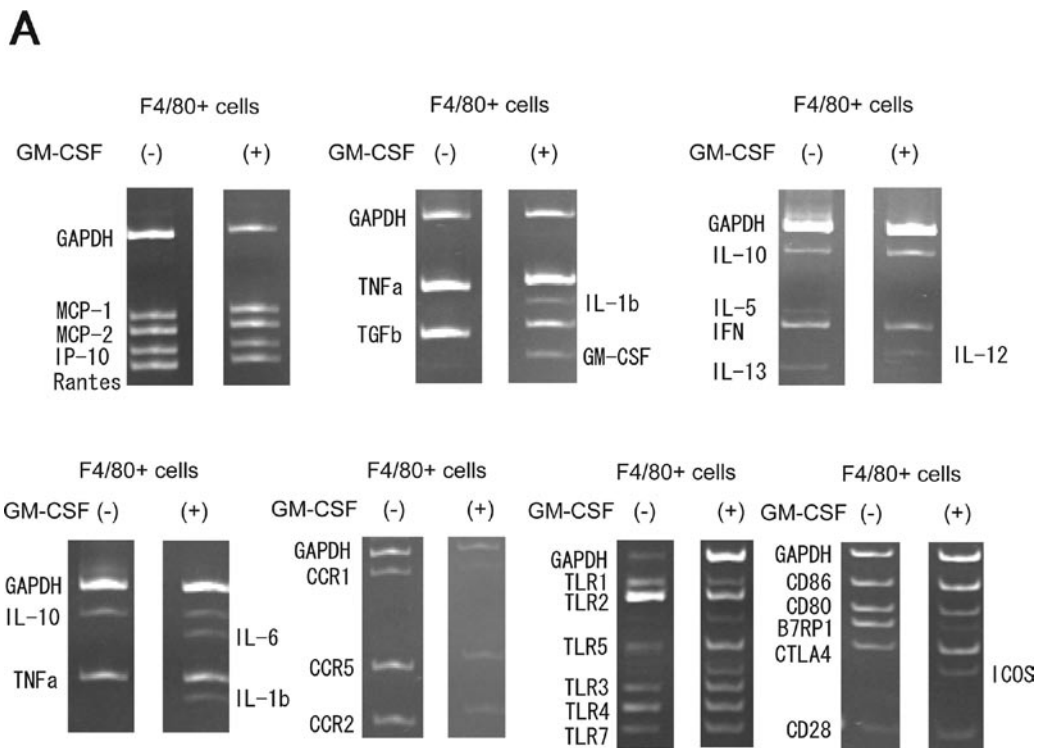 A
F4/80+ cells
GM-CSF (-) (+)
GAPDH
MCP-1
MCP-2
IP-10
Rantes
F4/80+ cells
GM-CSF (-) (+)
GAPDH
TNFa
IL-1b
TGFb
GM-CSF
F4/80+ cells
GM-CSF (-) (+)
GAPDH
IL-10
IL-5
IFN
IL-12
IL-13
F4/80+ cells
GM-CSF (-) (+)
GAPDH
IL-10
IL-6
TNFa
IL-1b
F4/80+ cells
GM-CSF (-) (+)
GAPDH
CCR1
CCR5
CCR2
F4/80+ cells
GM-CSF (-) (+)
GAPDH
TLR1
TLR2
TLR5
TLR3
TLR4
TLR7
F4/80+ cells
GM-CSF (-) (+)
GAPDH
CD86
CD80
B7RP1
CTLA4
ICOS
CD28